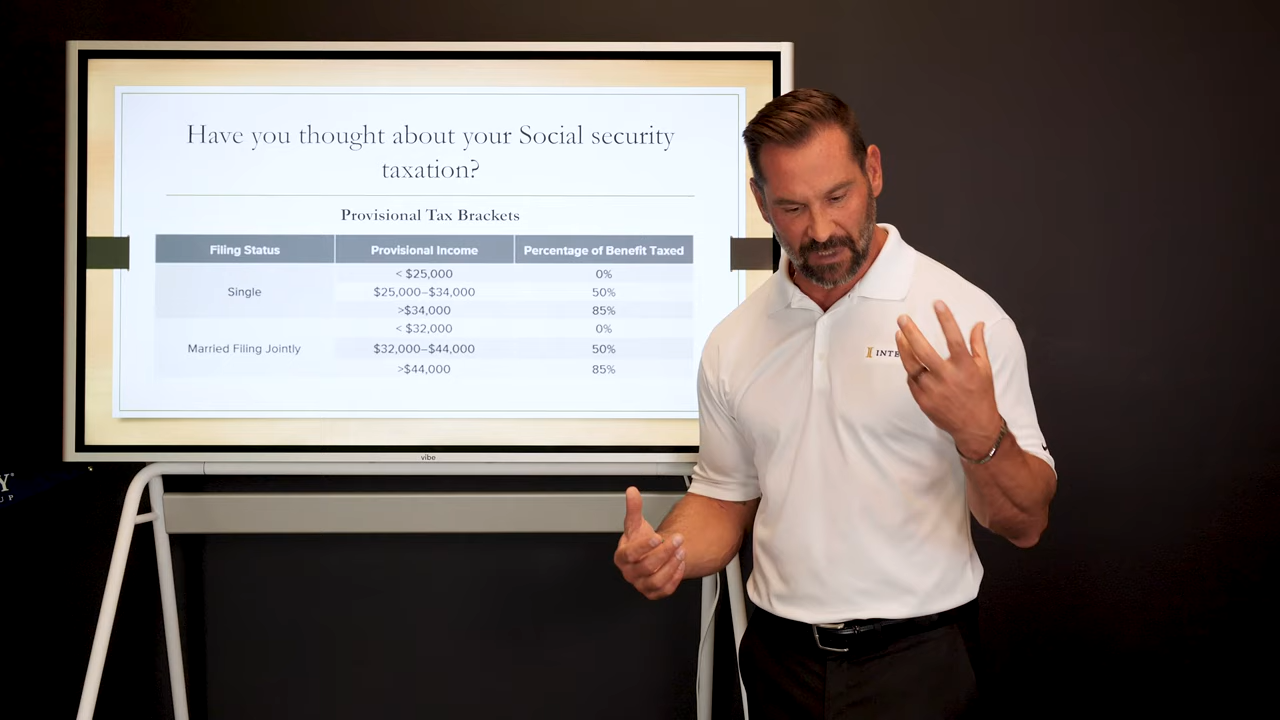 Have you thought about your Social security
taxation?
Provisional Tax Brackets
Filing Status Provisional Income Percentage of Benefit Taxed
< $25,000 0%
Single $25,000–$34,000 50%
>$34,000 85%
< $32,000 0%
Married Filing Jointly $32,000–$44,000 50%
>$44,000 85%
vibe
INTE
Y
U P